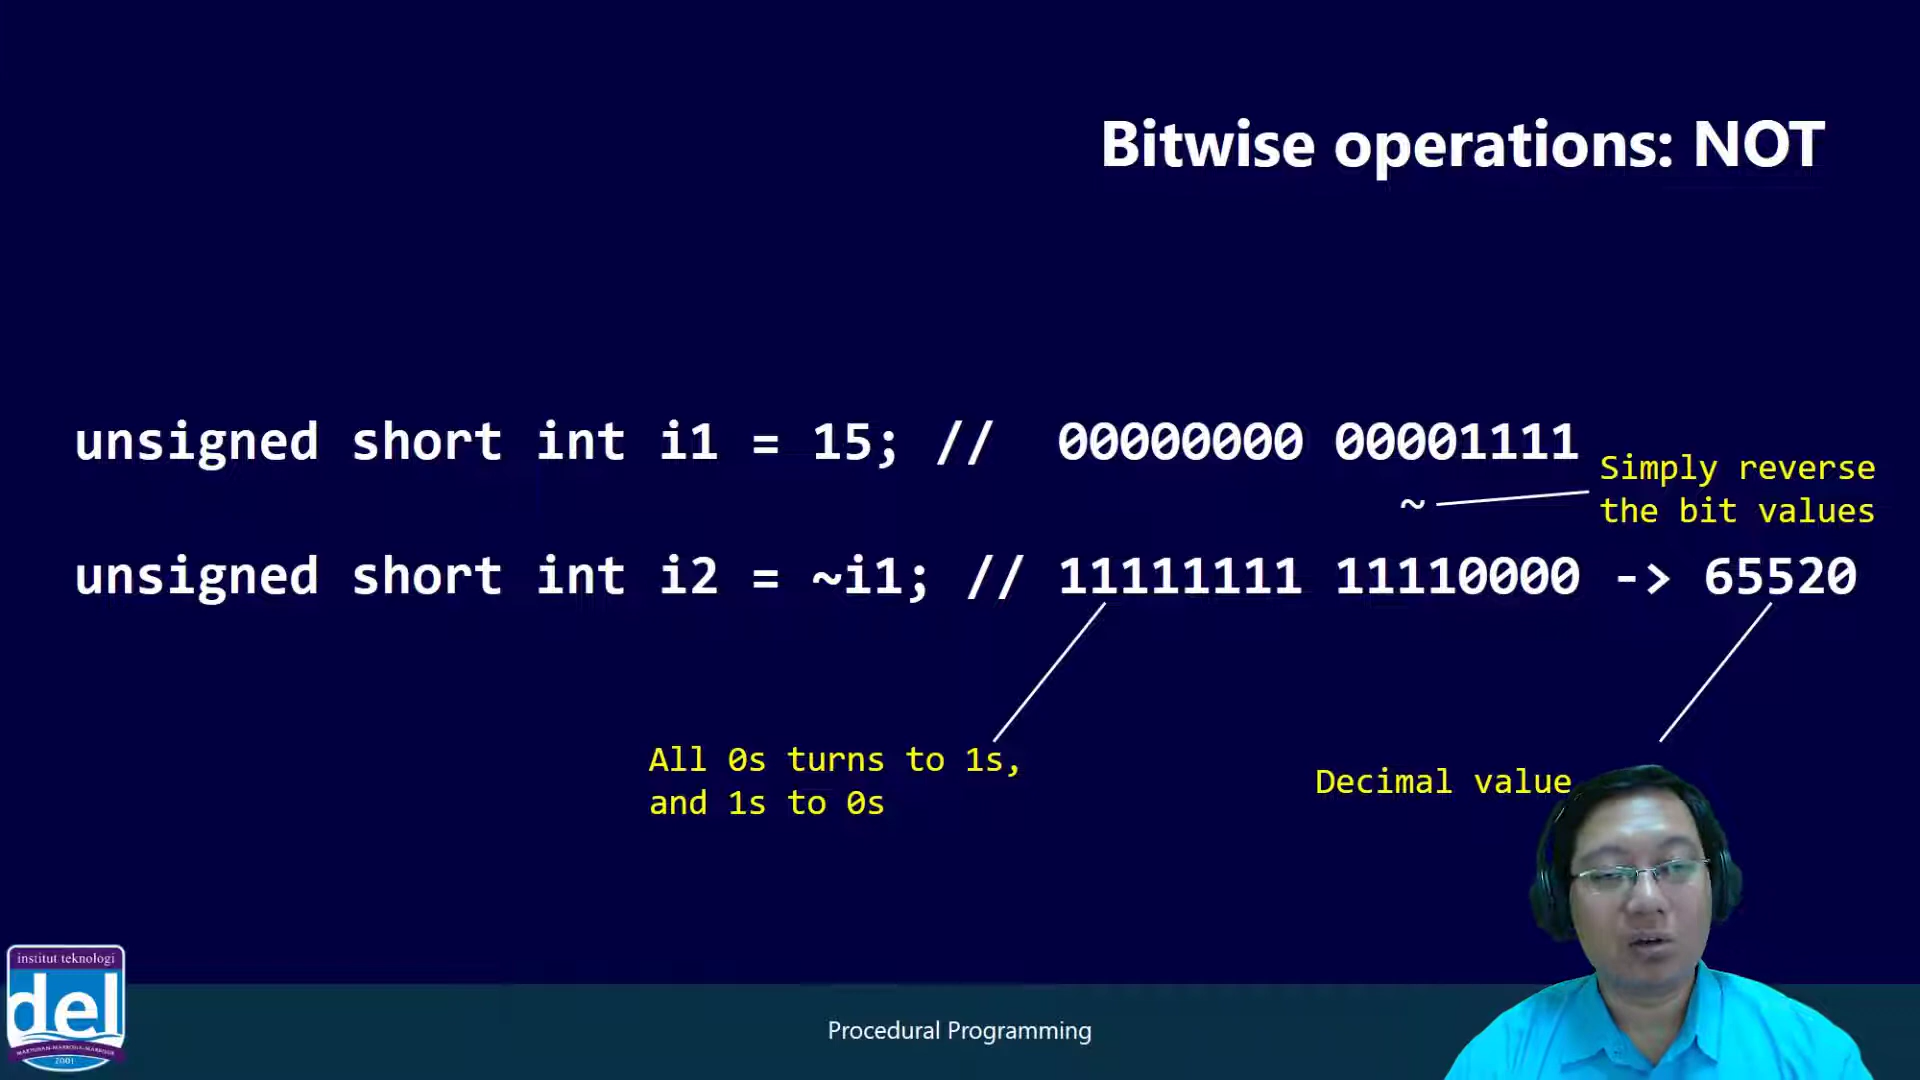 Bitwise operations: NOT
unsigned short int i1 = 15; // 00000000 00001111
Simply reverse
the bit values
~
unsigned short int i2 = ~i1; // 11111111 11110000 -> 65520
All 0s turns to 1s,
and 1s to 0s
Decimal value
institut teknologi
del
2001
Procedural Programming